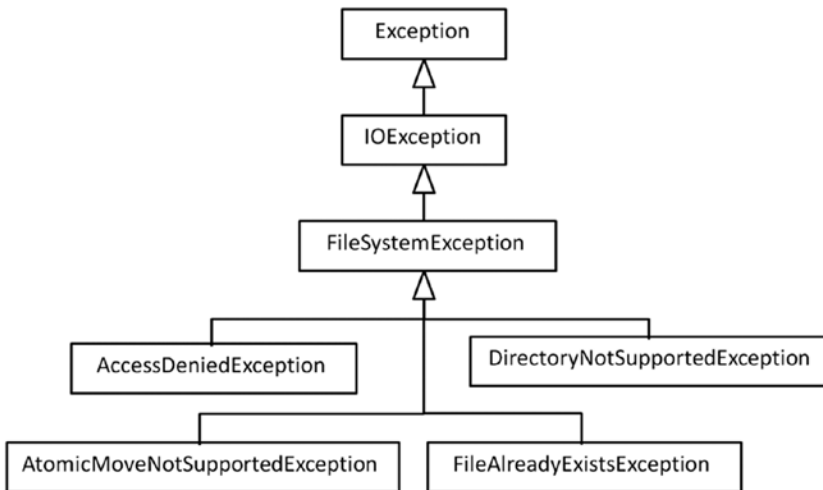 Exception
IOException
FileSystemException
AccessDeniedException
DirectoryNotSupportedException
AtomicMoveNotSupportedException
FileAlreadyExistsException